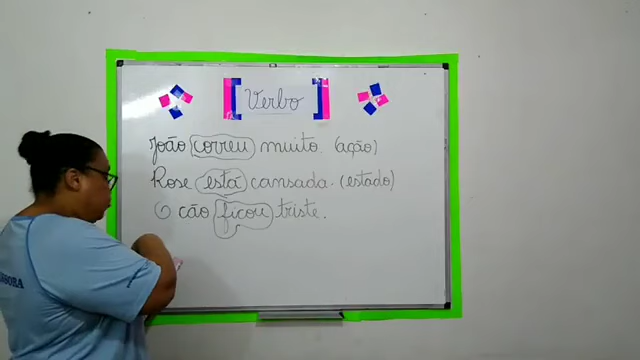 Verbo
João correu muito. (ação)
Rose está cansada. (estado)
O cão ficou triste.